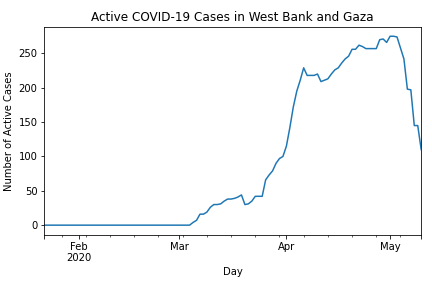 Active COVID-19 Cases in West Bank and Gaza
Number of Active Cases
250
200
150
100
50
0
Feb
2020
Mar
Apr
May
Day